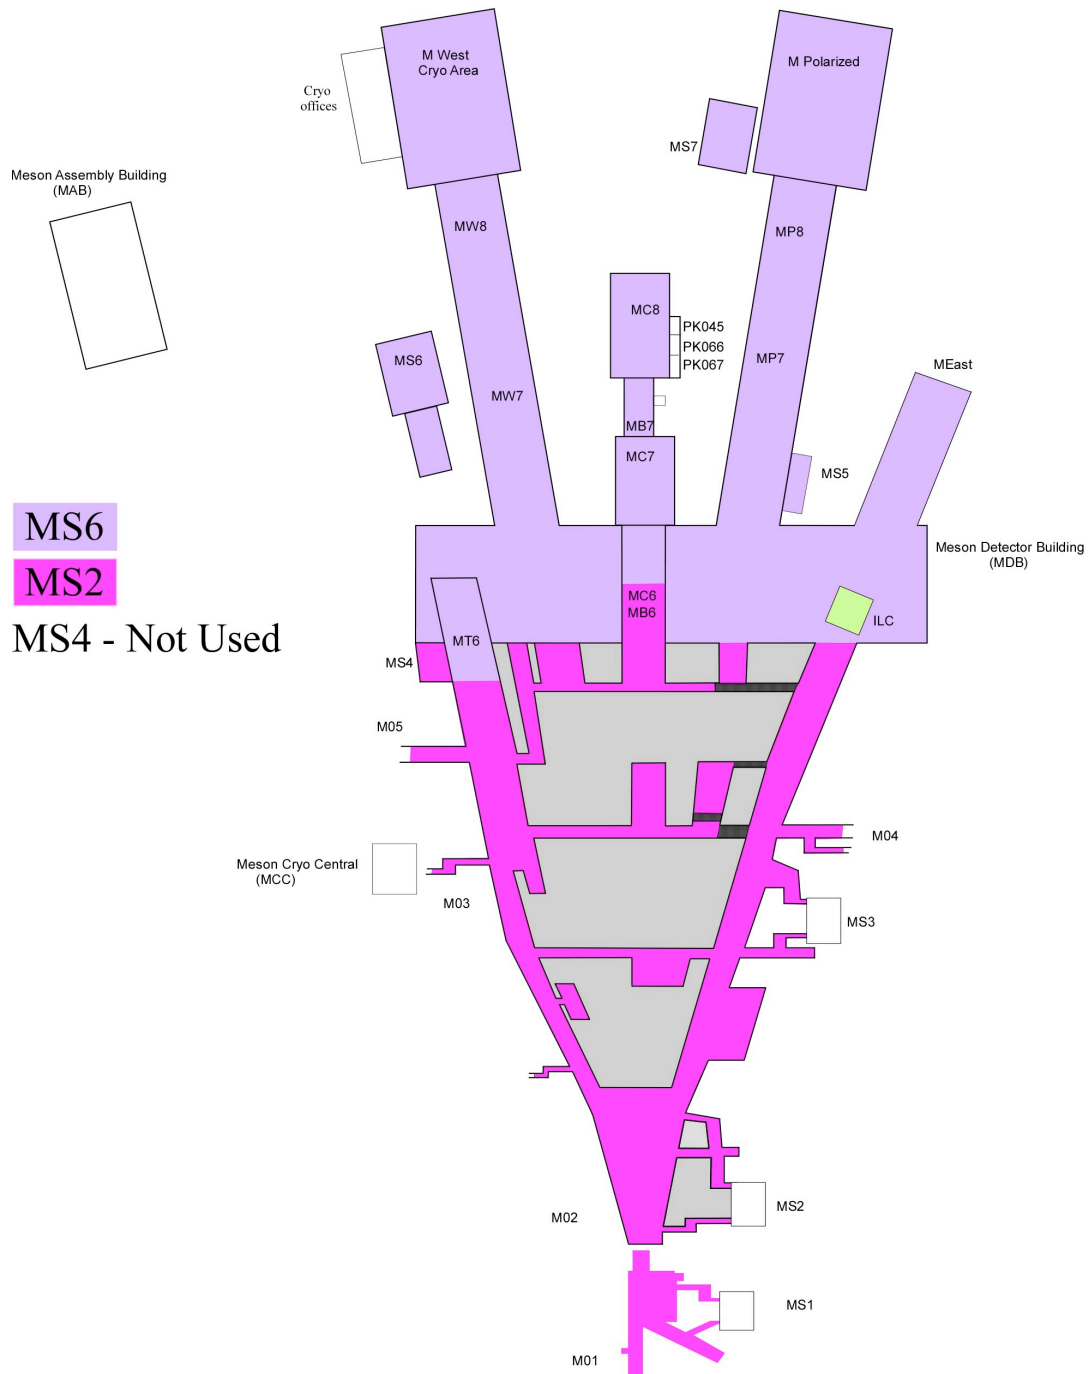 M West
Cryo Area
M Polarized
Cryo
offices
MS7
Meson Assembly Building
(MAB)
MW8
MP8
MC8
PK045
PK066
PK067
MS6
MP7
MEast
MW7
MB7
MC7
MS5
MS6
Meson Detector Building
(MDB)
MS2
MC6
MB6
ILC
MS4 - Not Used
MT6
MS4
M05
M04
Meson Cryo Central
(MCC)
M03
MS3
MS2
M02
MS1
M01